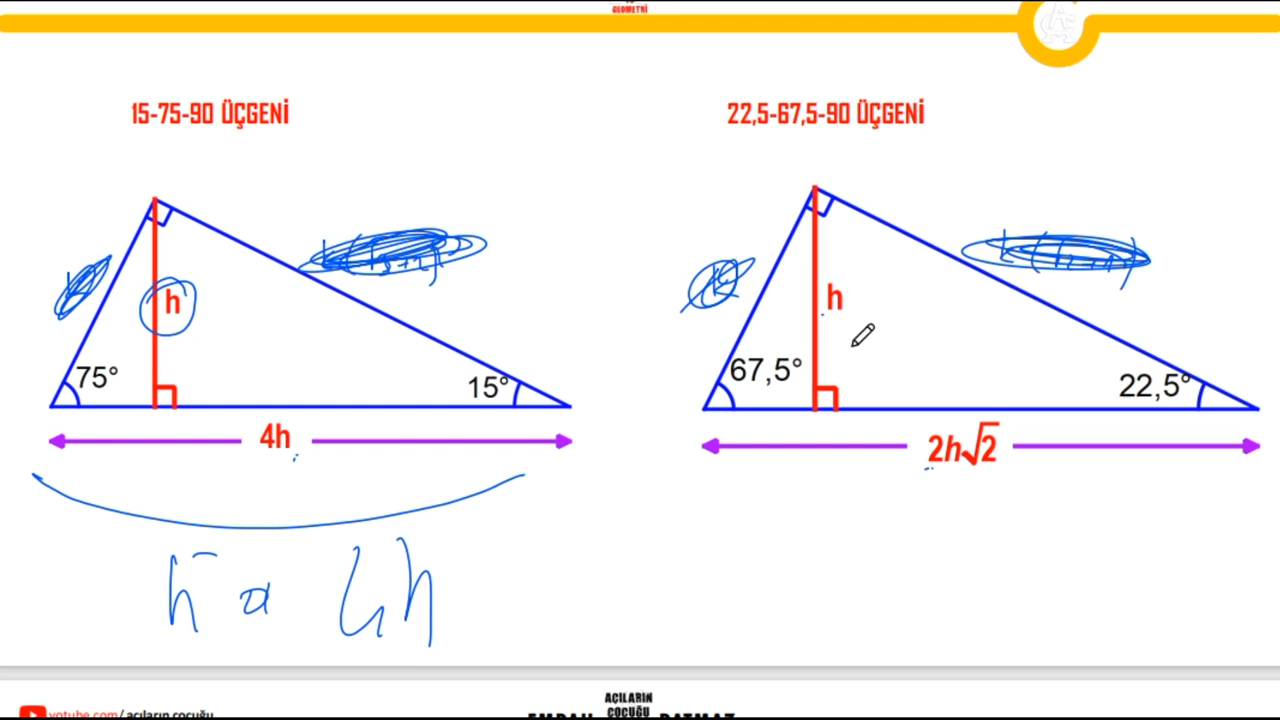 GEOMETRİ
15-75-90 ÜÇGENİ
22,5-67,5-90 ÜÇGENİ
h
75°
15°
4h
h
67,5°
22,5°
2h√2
h 4h
youtube.com/açıların çocuğu
AÇILARIN
ÇOCUĞU